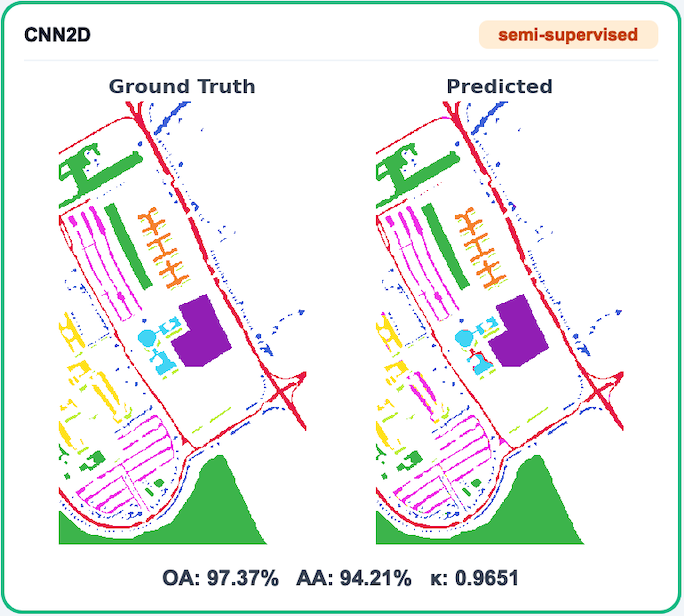 CNN2D
semi-supervised
Ground Truth
Predicted
OA: 97.37% AA: 94.21% κ: 0.9651